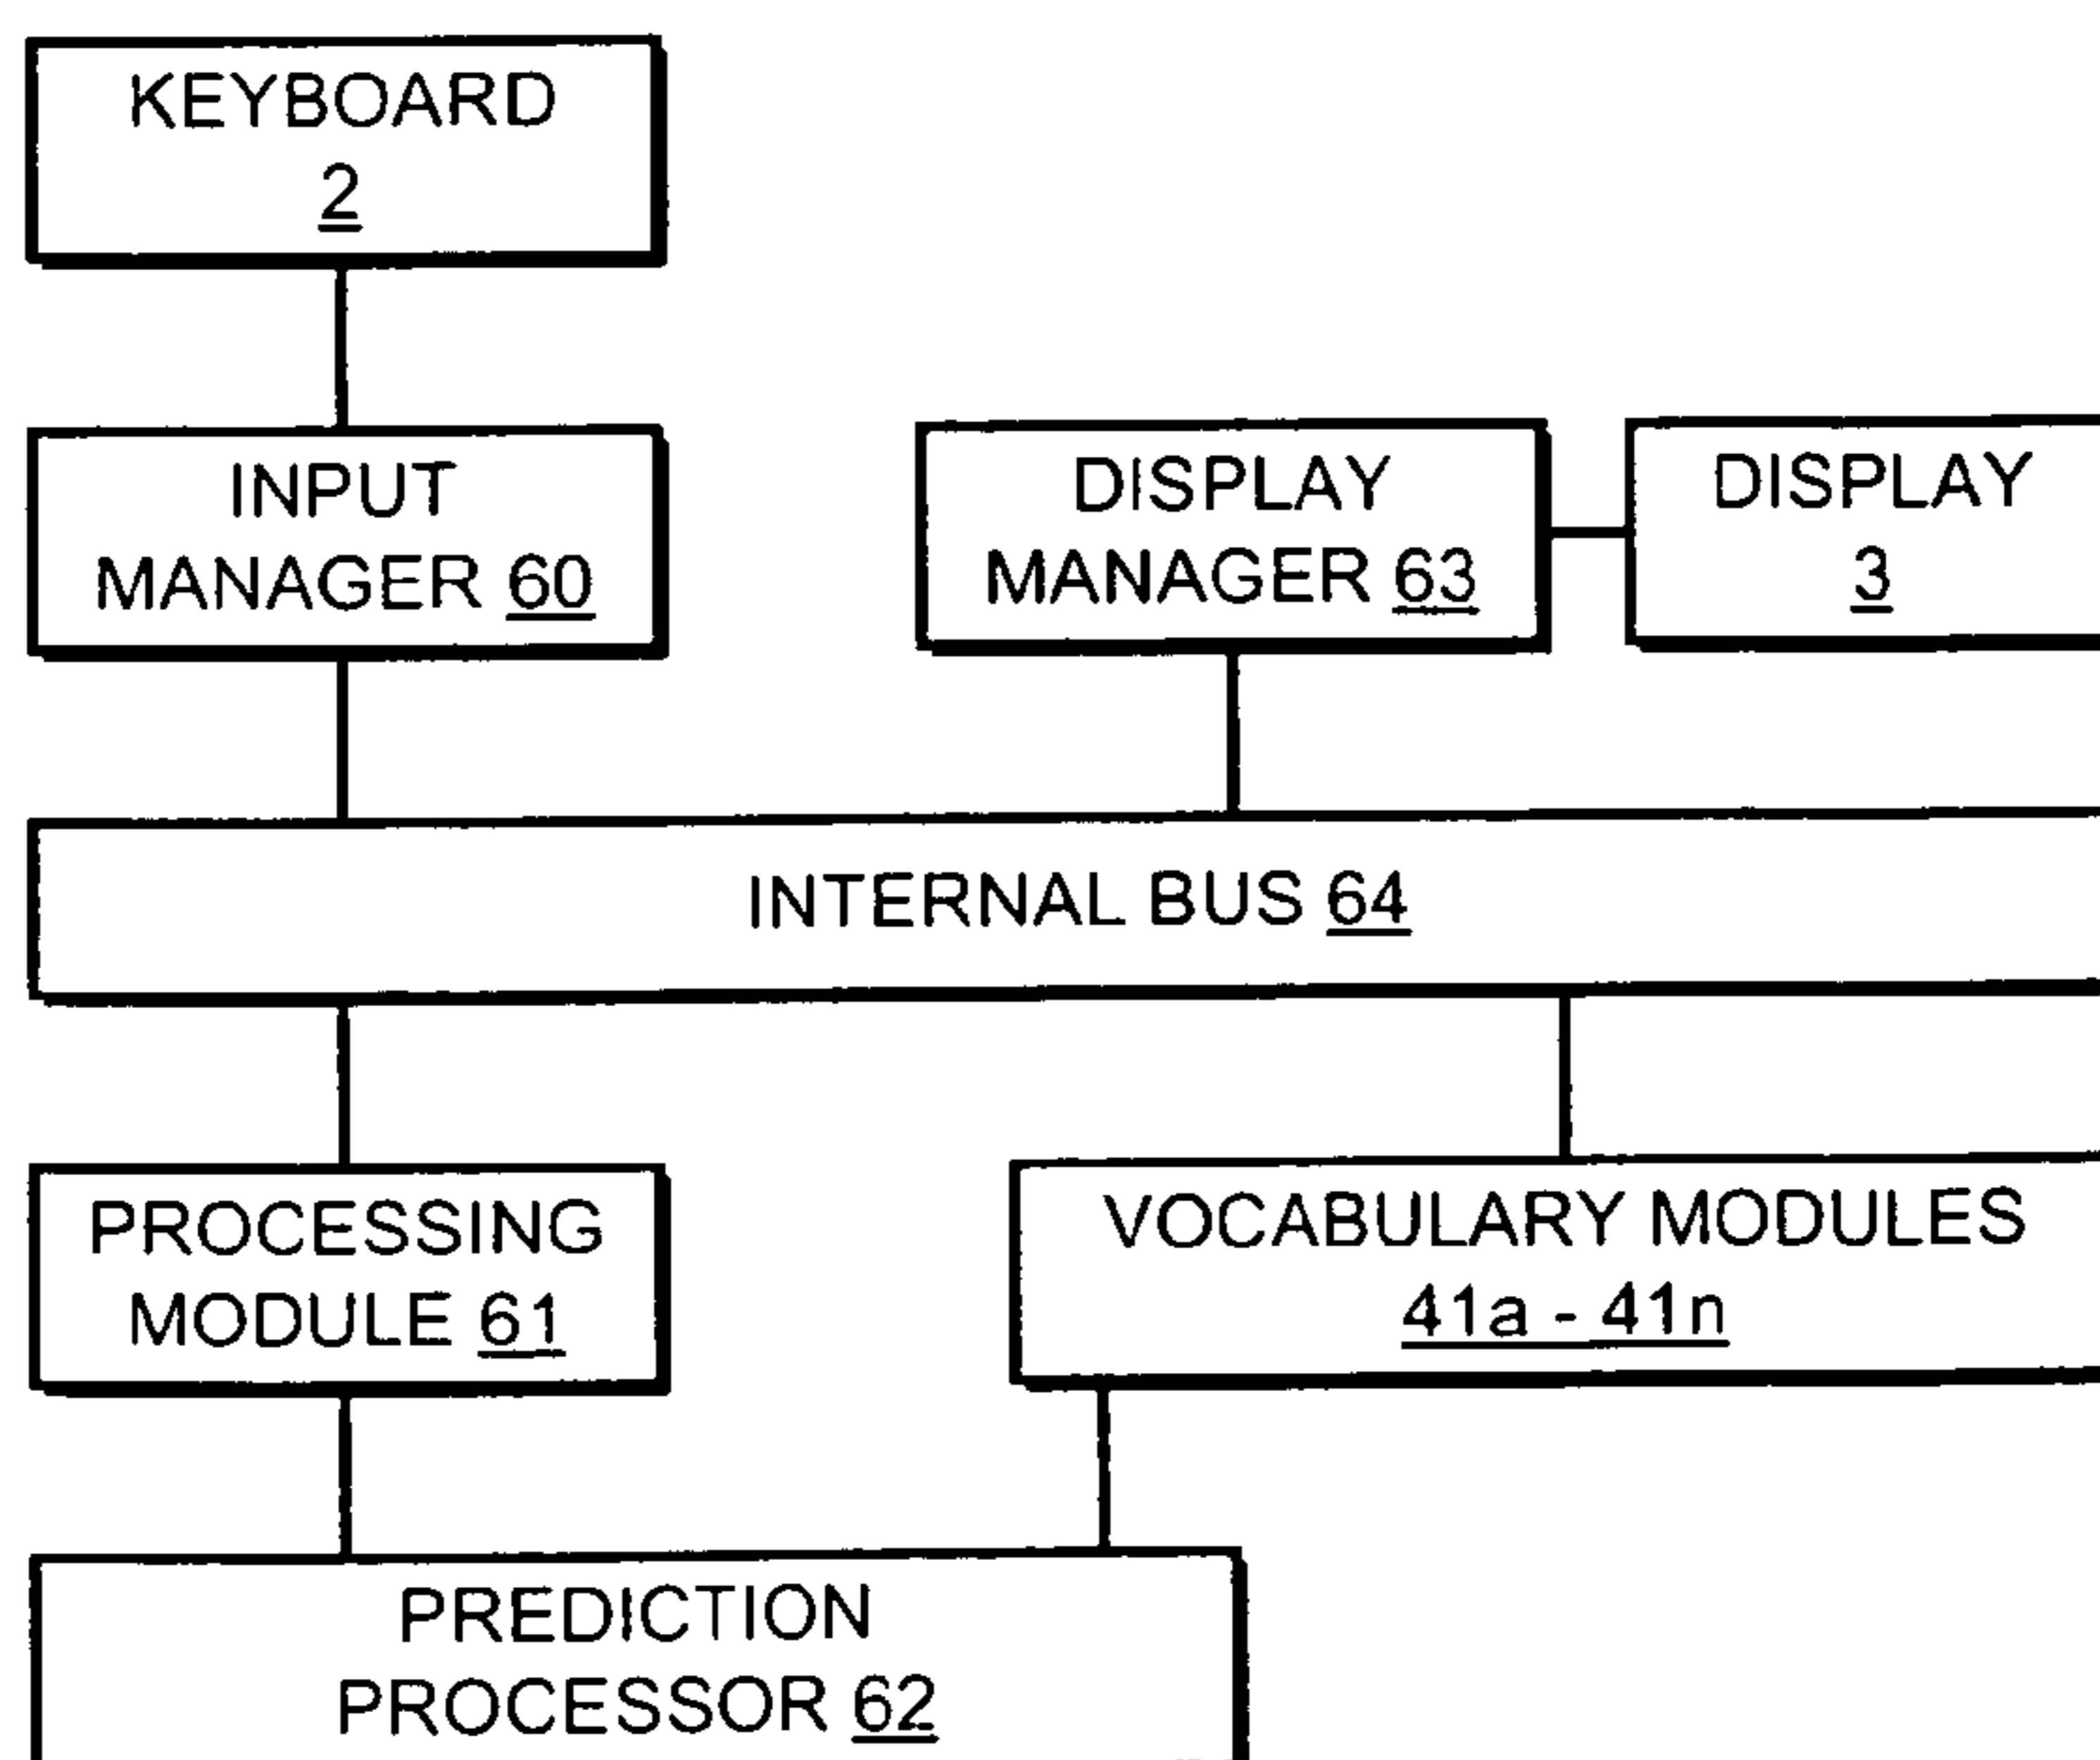 KEYBOARD
2
INPUT
MANAGER 60
DISPLAY
MANAGER 63
DISPLAY
3
INTERNAL BUS 64
PROCESSING
MODULE 61
VOCABULARY MODULES
41a - 41n
PREDICTION
PROCESSOR 62